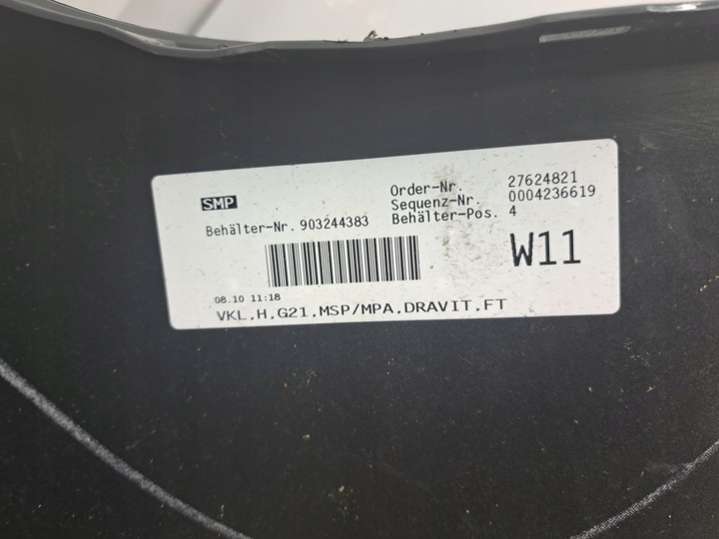 SMP
Order-Nr. 27624821
Sequenz-Nr. 0004236619
Behälter-Nr. 903244383 Behälter-Pos. 4
W11
08.10 11:18
VKL.H.G21.MSP/MPA.DRAVIT.FT